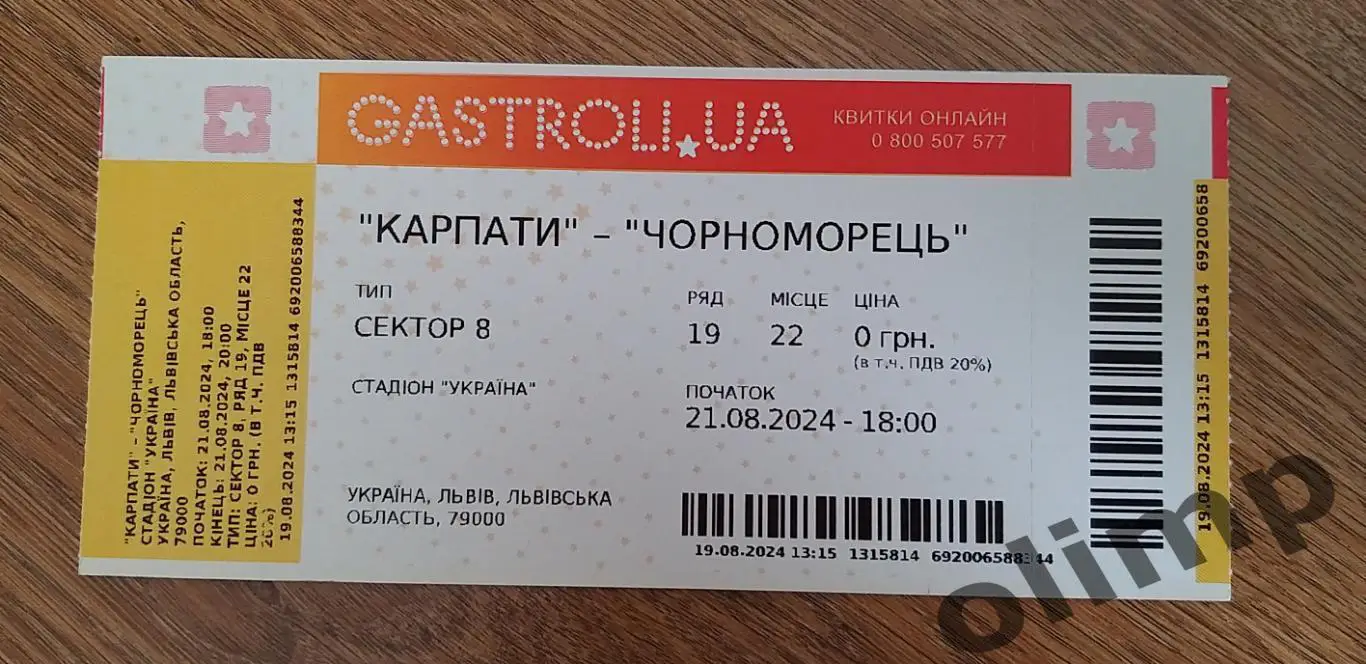 GASTROLI.UA
КВИТКИ ОНЛАЙН
0 800 507 577
"КАРПАТИ" – "ЧОРНОМОРЕЦЬ"
ТИП
СЕКТОР 8
РЯД
19
МІСЦЕ
22
ЦІНА
0 грн.
(в т.ч. ПДВ 20%)
СТАДІОН "УКРАЇНА"
ПОЧАТОК
21.08.2024 - 18:00
УКРАЇНА, ЛЬВІВ, ЛЬВІВСЬКА
ОБЛАСТЬ, 79000
19.08.2024 13:15 1315814 692006588344
"КАРПАТИ" – "ЧОРНОМОРЕЦЬ"
СТАДІОН "УКРАЇНА"
УКРАЇНА, ЛЬВІВ, ЛЬВІВСЬКА ОБЛАСТЬ,
79000
ПОЧАТОК: 21.08.2024, 18:00
КІНЕЦЬ: 21.08.2024, 20:00
ТИП: СЕКТОР 8, РЯД 19, МІСЦЕ 22
ЦІНА: 0 ГРН. (В Т.Ч. ПДВ
20%)
19.08.2024 13:15 1315814 692006588344
19.08.2024 13:15 1315814 69200658
olimp